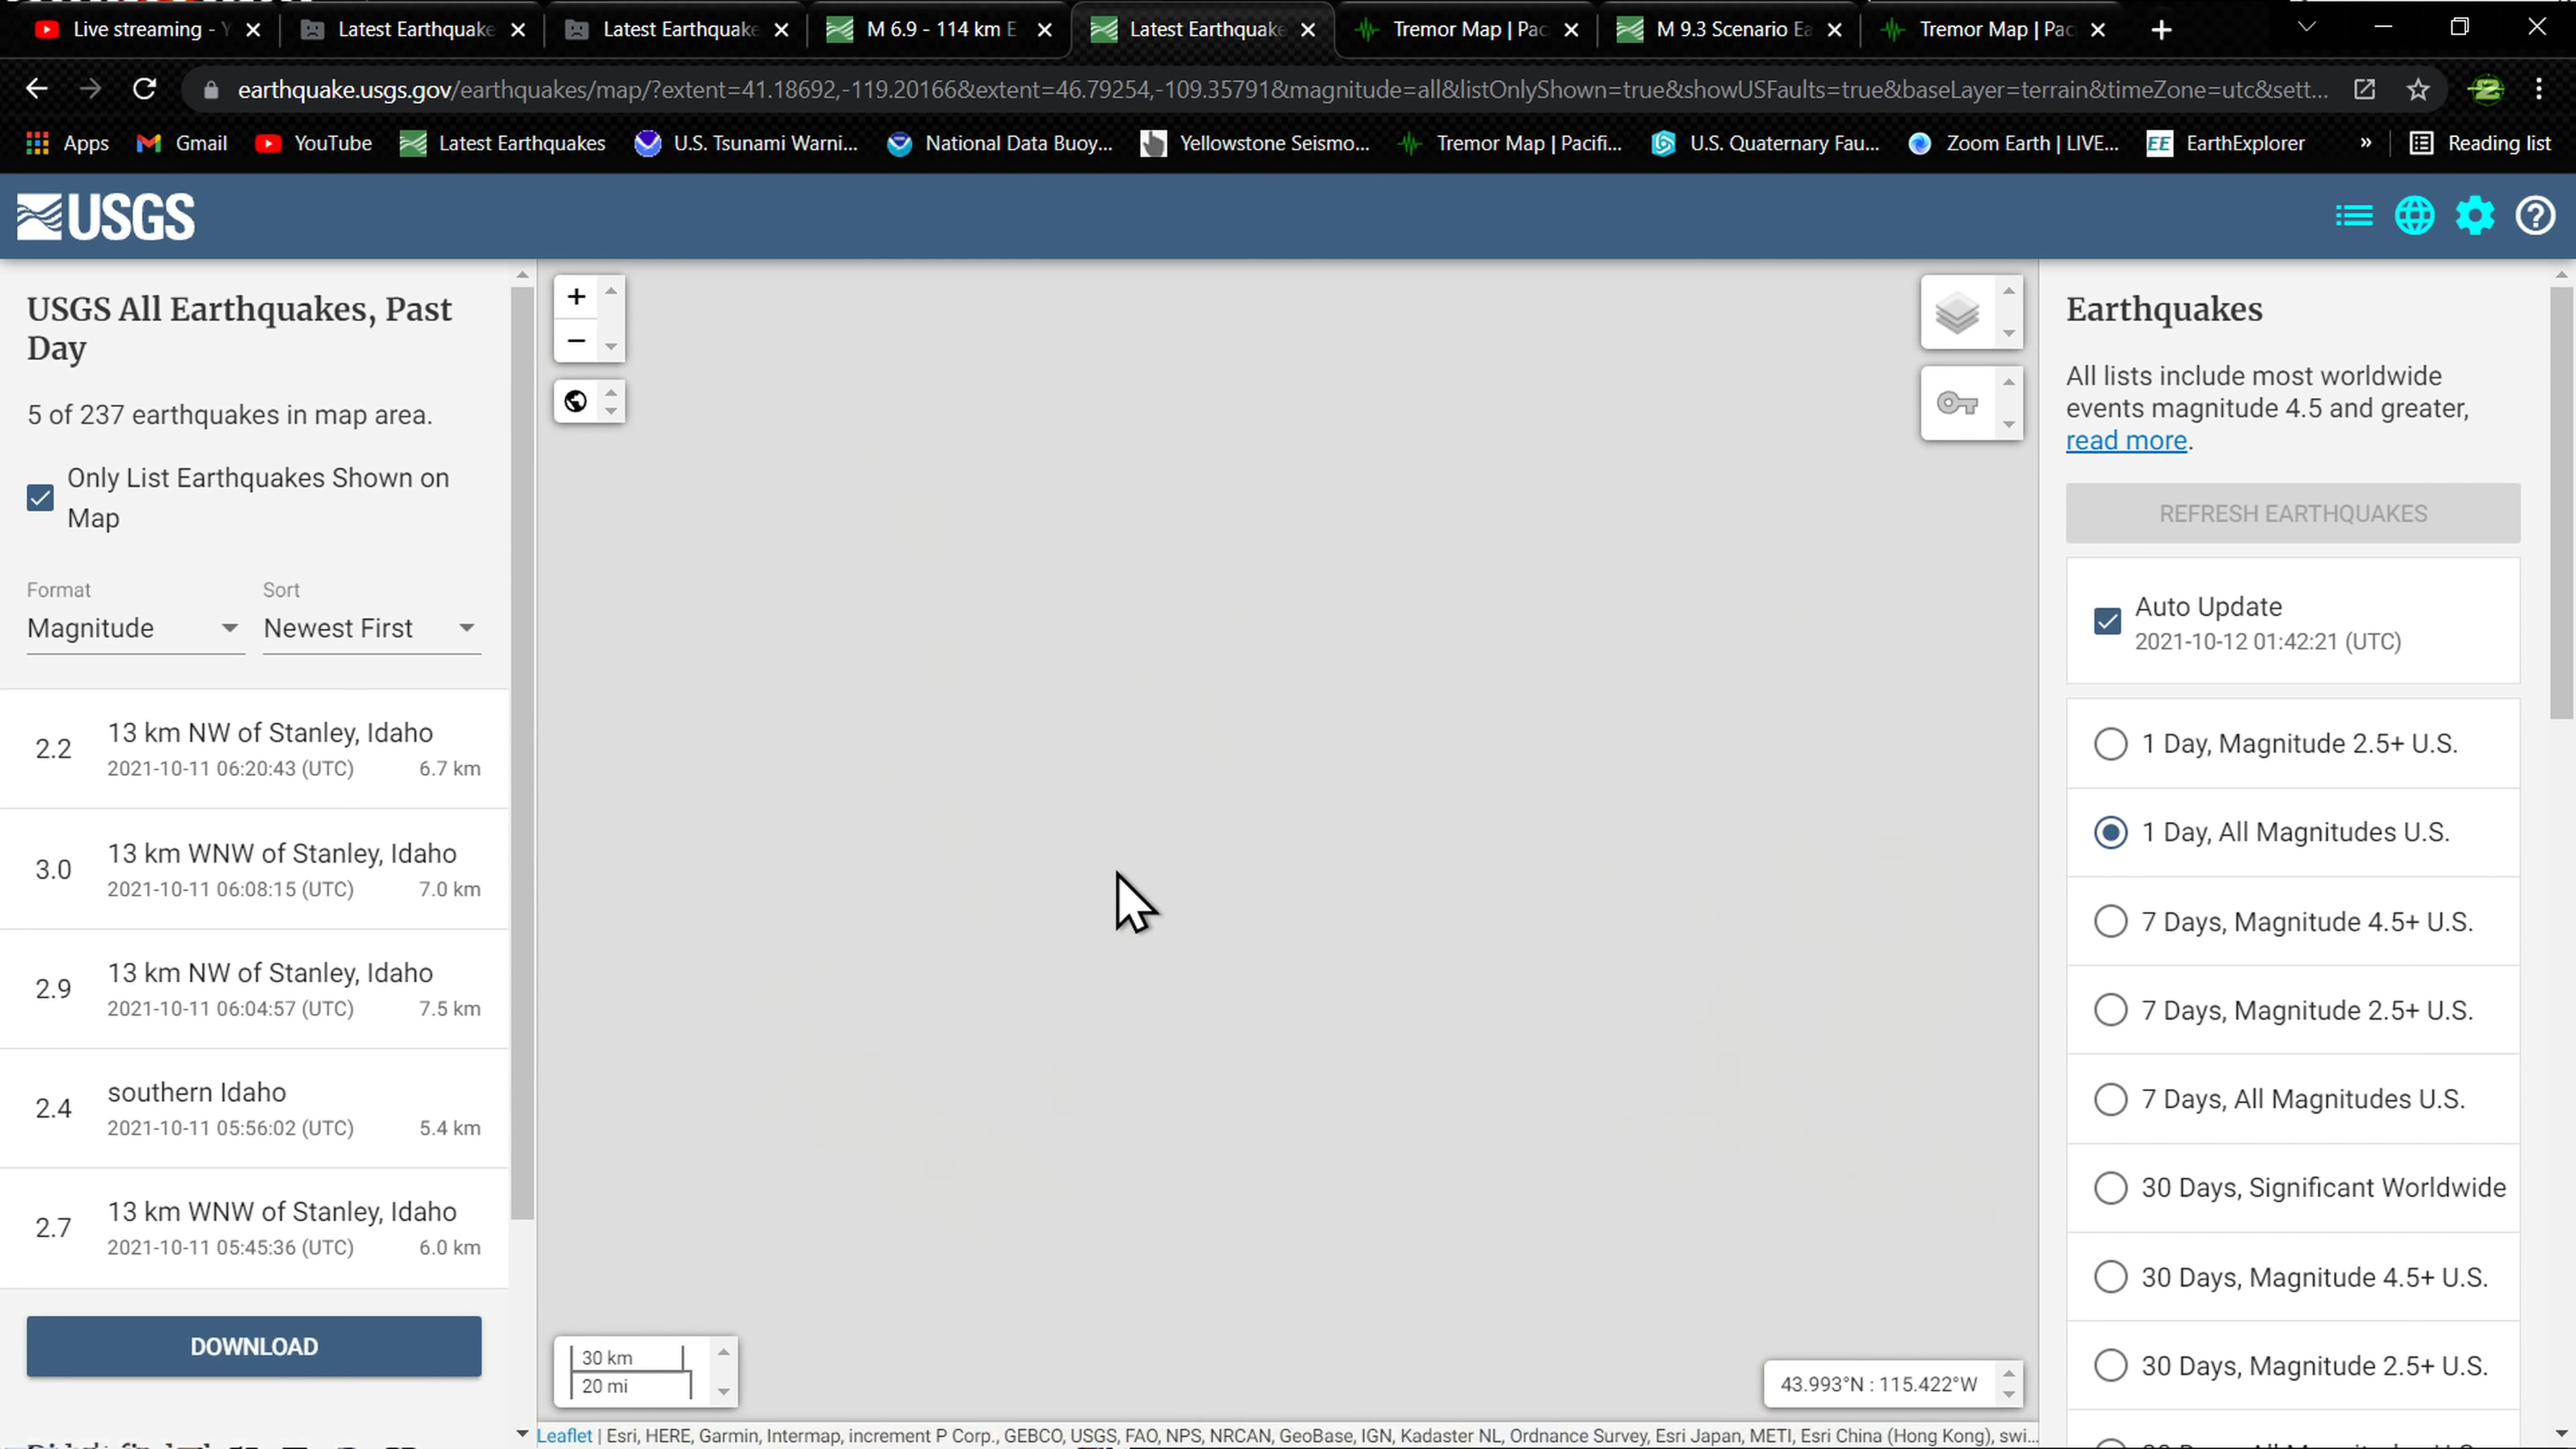 Live streaming - Y
Latest Earthquake
Latest Earthquake
M 6.9 - 114 km E
Latest Earthquake
Tremor Map | Pac
M 9.3 Scenario Ea
Tremor Map | Pac
earthquake.usgs.gov/earthquakes/map/?extent=41.18692,-119.20166&extent=46.79254,-109.35791&magnitude=all&listOnlyShown=true&showUSFaults=true&baseLayer=terrain&timeZone=utc&sett...
Apps
Gmail
YouTube
Latest Earthquakes
U.S. Tsunami Warni...
National Data Buoy...
Yellowstone Seismo...
Tremor Map | Pacifi...
U.S. Quaternary Fau...
Zoom Earth | LIVE...
EE EarthExplorer
»
Reading list
USGS
USGS All Earthquakes, Past
Day
5 of 237 earthquakes in map area.
Only List Earthquakes Shown on
Map
Format
Magnitude
Sort
Newest First
2.2
13 km NW of Stanley, Idaho
2021-10-11 06:20:43 (UTC) 6.7 km
3.0
13 km WNW of Stanley, Idaho
2021-10-11 06:08:15 (UTC) 7.0 km
2.9
13 km NW of Stanley, Idaho
2021-10-11 06:04:57 (UTC) 7.5 km
2.4
southern Idaho
2021-10-11 05:56:02 (UTC) 5.4 km
2.7
13 km WNW of Stanley, Idaho
2021-10-11 05:45:36 (UTC) 6.0 km
DOWNLOAD
+
−
30 km
20 mi
43.993°N : 115.422°W
Leaflet | Esri, HERE, Garmin, Intermap, increment P Corp., GEBCO, USGS, FAO, NPS, NRCAN, GeoBase, IGN, Kadaster NL, Ordnance Survey, Esri Japan, METI, Esri China (Hong Kong), swi...
Earthquakes
All lists include most worldwide
events magnitude 4.5 and greater,
read more.
REFRESH EARTHQUAKES
Auto Update
2021-10-12 01:42:21 (UTC)
1 Day, Magnitude 2.5+ U.S.
1 Day, All Magnitudes U.S.
7 Days, Magnitude 4.5+ U.S.
7 Days, Magnitude 2.5+ U.S.
7 Days, All Magnitudes U.S.
30 Days, Significant Worldwide
30 Days, Magnitude 4.5+ U.S.
30 Days, Magnitude 2.5+ U.S.